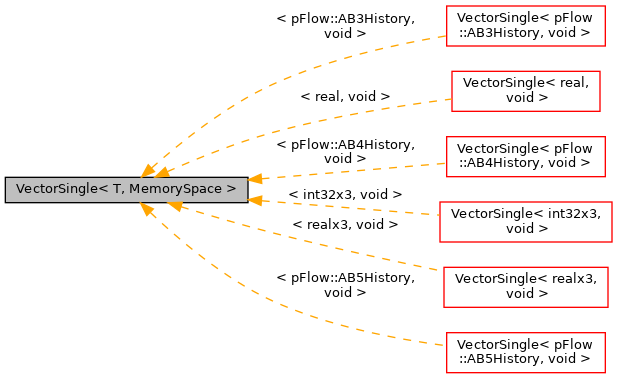 < pFlow::AB3History,
void >
VectorSingle< pFlow
::AB3History, void >
< real, void >
VectorSingle< real,
void >
< pFlow::AB4History,
void >
VectorSingle< pFlow
::AB4History, void >
VectorSingle< T, MemorySpace >
< int32x3, void >
VectorSingle< int32x3,
void >
< realx3, void >
VectorSingle< realx3,
void >
< pFlow::AB5History,
void >
VectorSingle< pFlow
::AB5History, void >